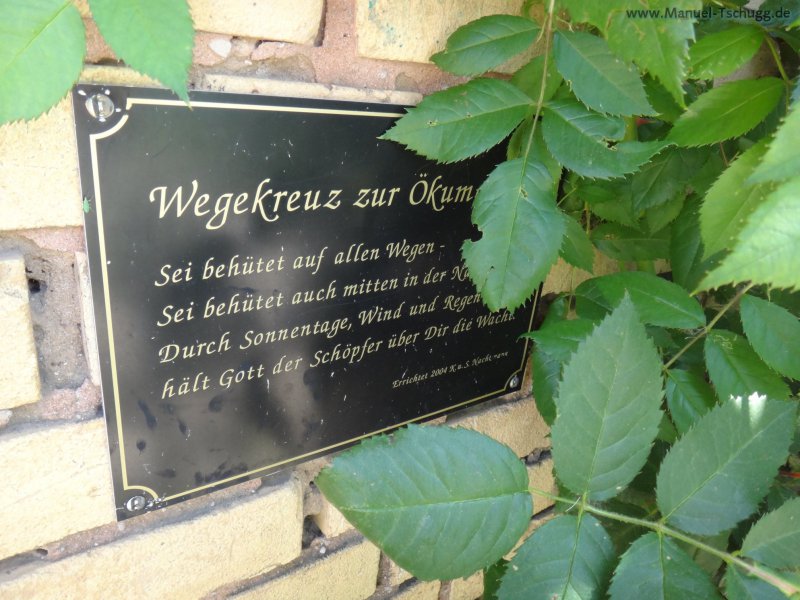 www.Manuel-Tschugg.de
Wegekreuz zur Ökum
Sei behütet auf allen Wegen -
Sei behütet auch mitten in der
Durch Sonnentage, Wind und Regen
hält Gott der Schöpfer über Dir die Wacht.
Errichtet 2004 K.u.S.